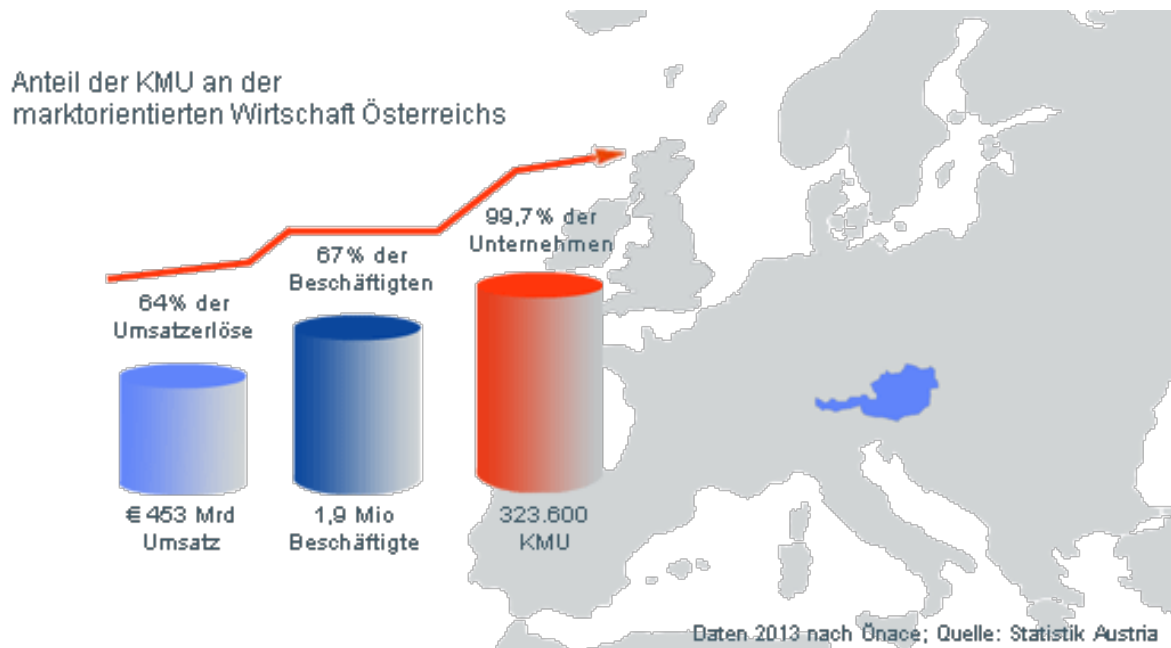 Anteil der KMU an der
marktorientierten Wirtschaft Österreichs
64% der
Umsatzerlöse
67% der
Beschäftigten
99,7% der
Unternehmen
€ 453 Mrd
Umsatz
1,9 Mio
Beschäftigte
323.600
KMU
Daten 2013 nach Önace; Quelle: Statistik Austria